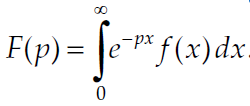 F(p) = ∫₀^∞ e^{-px} f(x) dx.